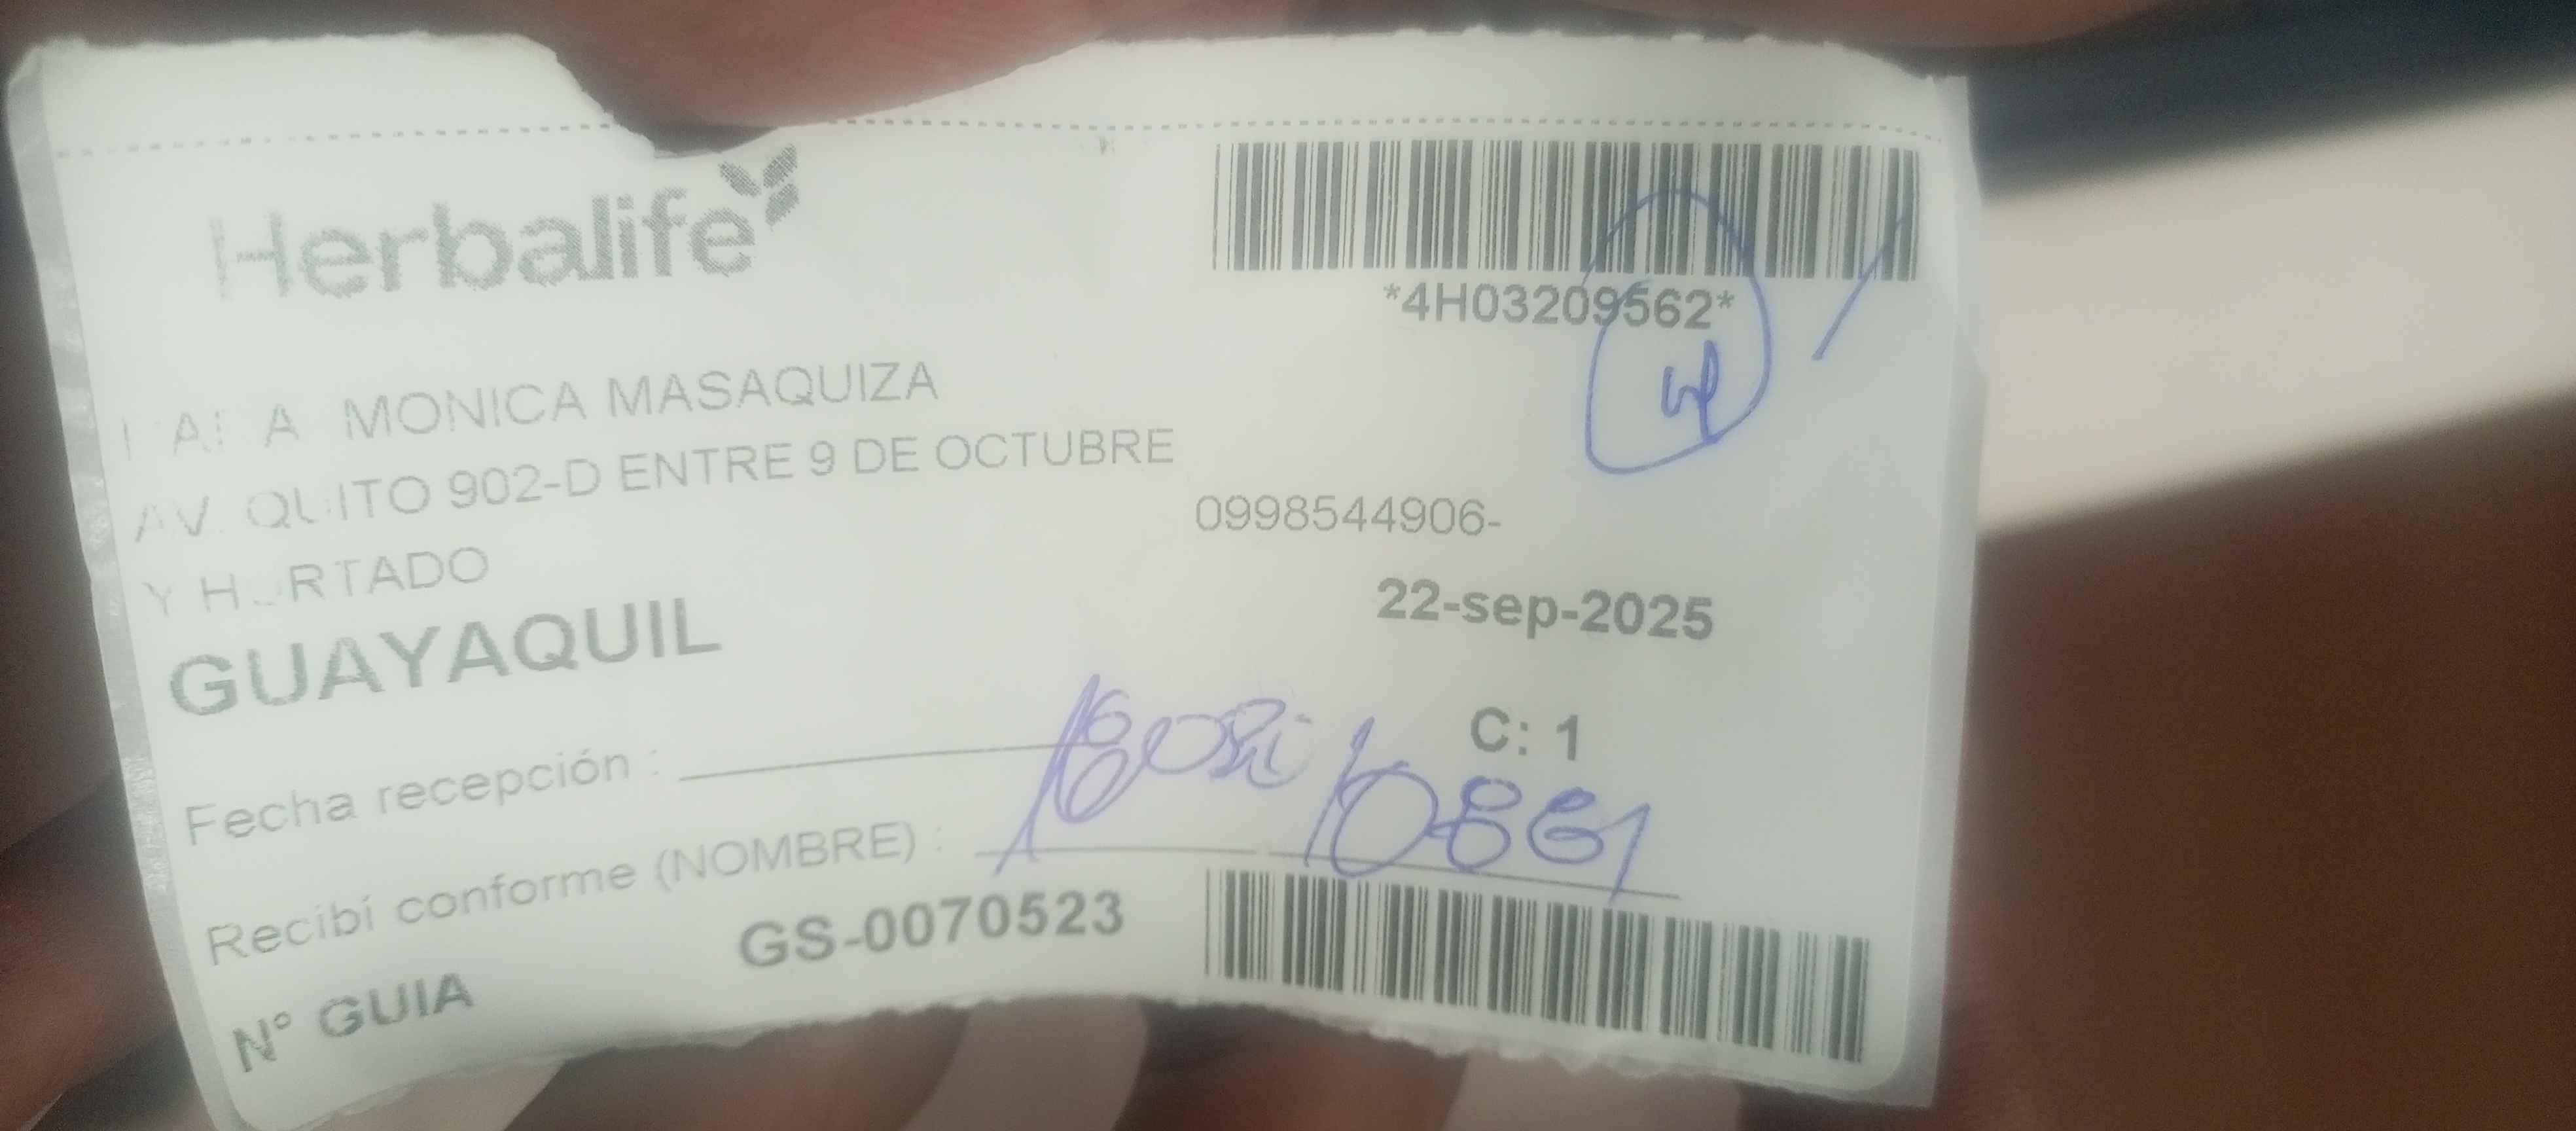 Herbalife
*4H03209562*
MONICA MASAQUIZA
AV. QUITO 902-D ENTRE 9 DE OCTUBRE
0998544906-
Y HURTADO
22-sep-2025
GUAYAQUIL
C: 1
Fecha recepción :
Recibí conforme (NOMBRE) :
N° GUIA GS-0070523